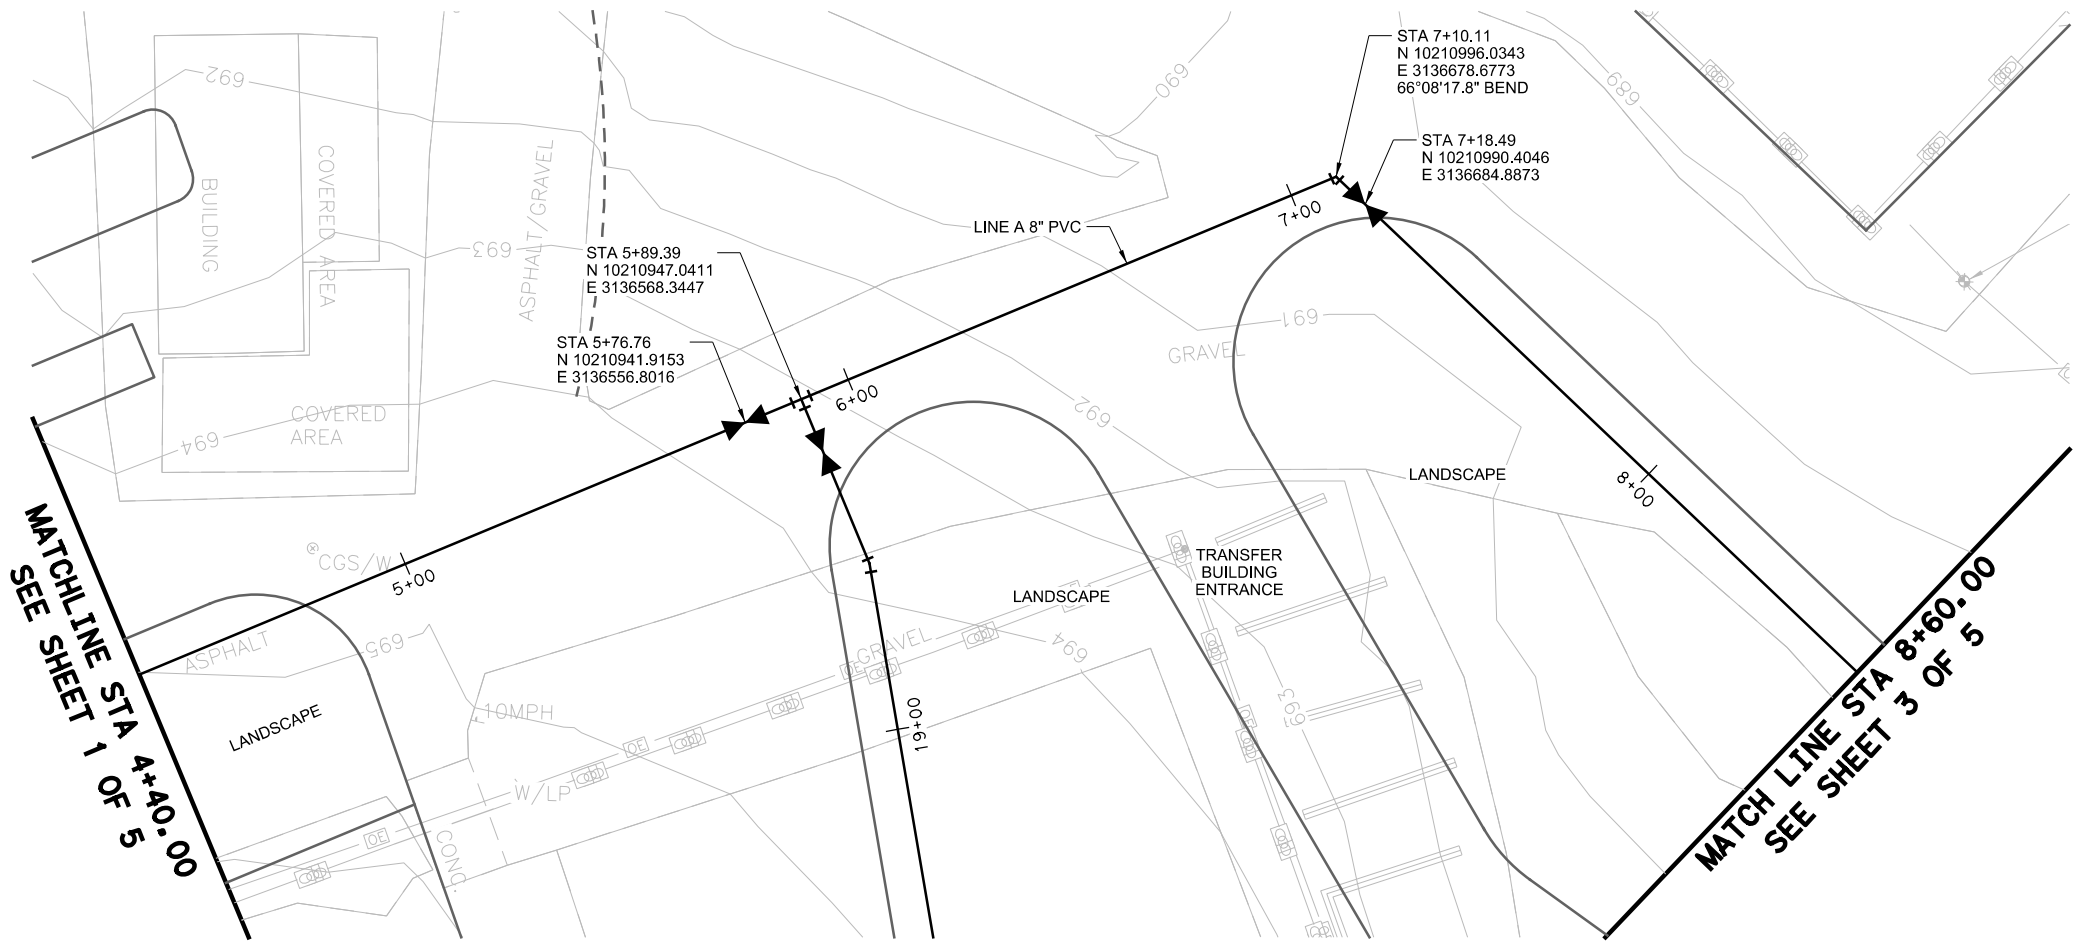 STA 7+10.11
N 10210996.0343
E 3136678.6773
66°08'17.8" BEND
STA 7+18.49
N 10210990.4046
E 3136684.8873
LINE A 8" PVC
STA 5+89.39
N 10210947.0411
E 3136568.3447
STA 5+76.76
N 10210941.9153
E 3136556.8016
692
690
689
BUILDING
COVERED AREA
ASPHALT/GRAVEL
693
7+00
691
GRAVEL
6+00
692
COVERED
AREA
694
LANDSCAPE
8+00
CGS/W
5+00
TRANSFER
BUILDING
ENTRANCE
LANDSCAPE
OE
ASPHALT
695
GRAVEL
694
OE
MATCHLINE STA 4+40.00
SEE SHEET 1 OF 5
LANDSCAPE
10MPH
19+00
693
OE
OE
W/LP
OE
CONC.
MATCH LINE STA 8+60.00
SEE SHEET 3 OF 5